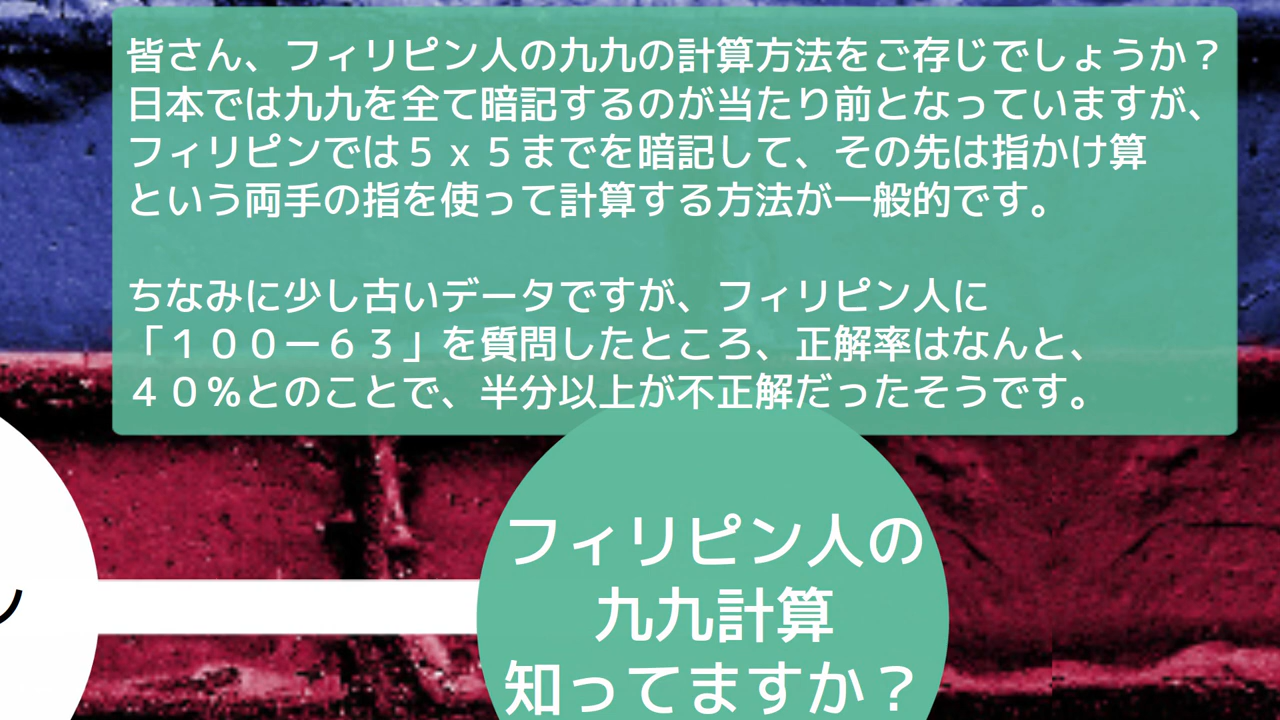 皆さん、フィリピン人の九九の計算方法をご存じでしょうか？
日本では九九を全て暗記するのが当たり前となっていますが、
フィリピンでは５ｘ５までを暗記して、その先は指かけ算
という両手の指を使って計算する方法が一般的です。
ちなみに少し古いデータですが、フィリピン人に
「１００ー６３」を質問したところ、正解率はなんと、
４０％とのことで、半分以上が不正解だったそうです。
フィリピン人の
九九計算
知ってますか？